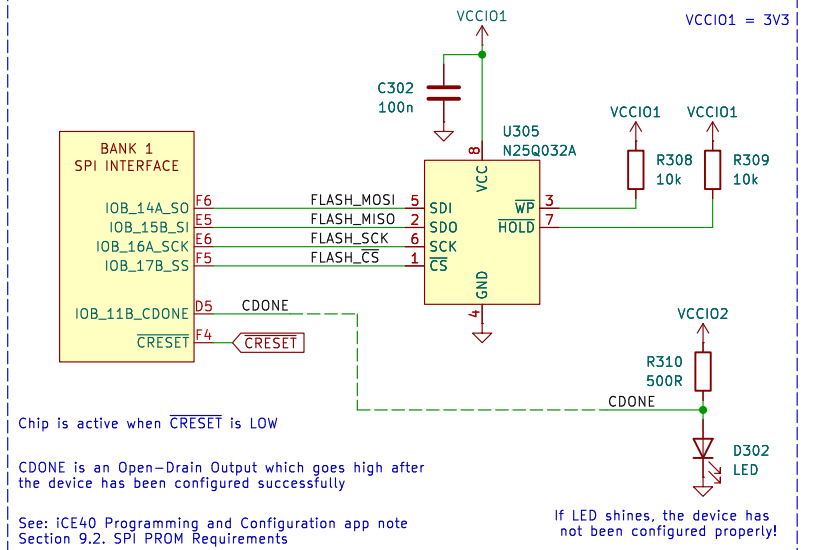 VCCIO1
VCCIO1 = 3V3
C302
100n
VCCIO1
VCCIO1
U305
N25Q032A
BANK 1
SPI INTERFACE
8
VCC
R308
10k
R309
10k
IOB_14A_SO F6 FLASH_MOSI 5 SDI WP 3
IOB_15B_SI E5 FLASH_MISO 2 SDO HOLD 7
IOB_16A_SCK E6 FLASH_SCK 6 SCK
IOB_17B_SS F5 FLASH_CS 1 CS
GND
4
IOB_11B_CDONE D5 CDONE
CRESET F4 CRESET
VCCIO2
R310
500R
CDONE
Chip is active when CRESET is LOW
D302
LED
CDONE is an Open-Drain Output which goes high after
the device has been configured successfully
See: iCE40 Programming and Configuration app note
Section 9.2. SPI PROM Requirements
If LED shines, the device has
not been configured properly!